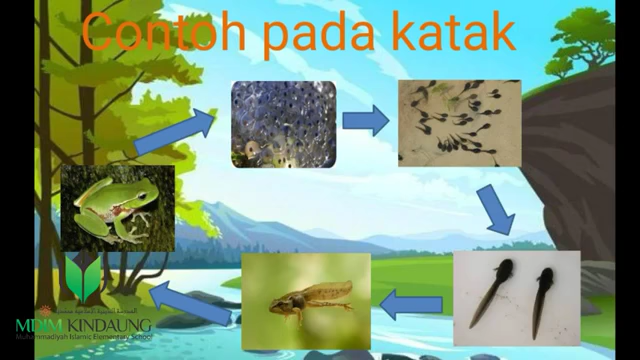 Contoh pada katak
MDIM KINDAUNG
Muhammadiyah Islamic Elementary School